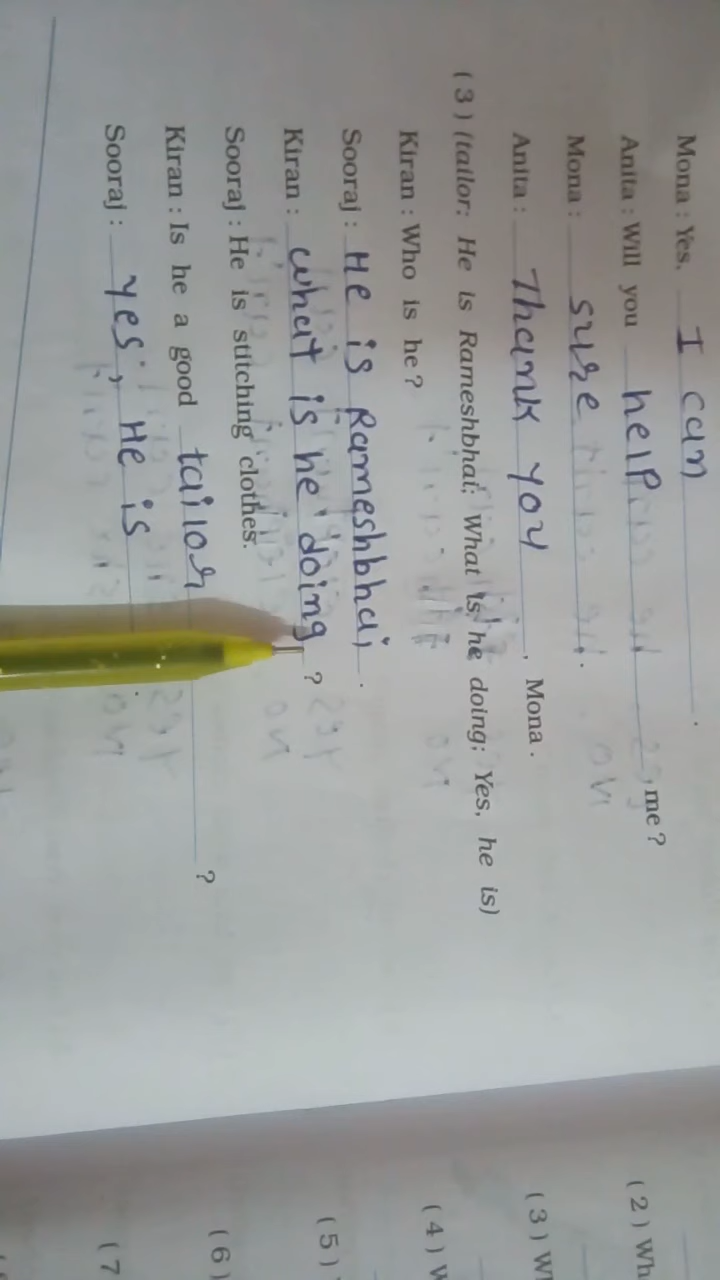 Mona : Yes, I can .
Anita : Will you help me ?
Mona : sure .
Anita : Thank you , Mona .
( 3 ) (tailor; He is Rameshbhai; What is he doing; Yes, he is)
Kiran : Who is he ?
Sooraj : He is Rameshbhai .
Kiran : what is he doing ?
Sooraj : He is stitching clothes.
Kiran : Is he a good tailor ?
Sooraj : yes, He is .
( 2 ) Wh
( 3 ) W
( 4 ) W
( 5 )
( 6 )
( 7